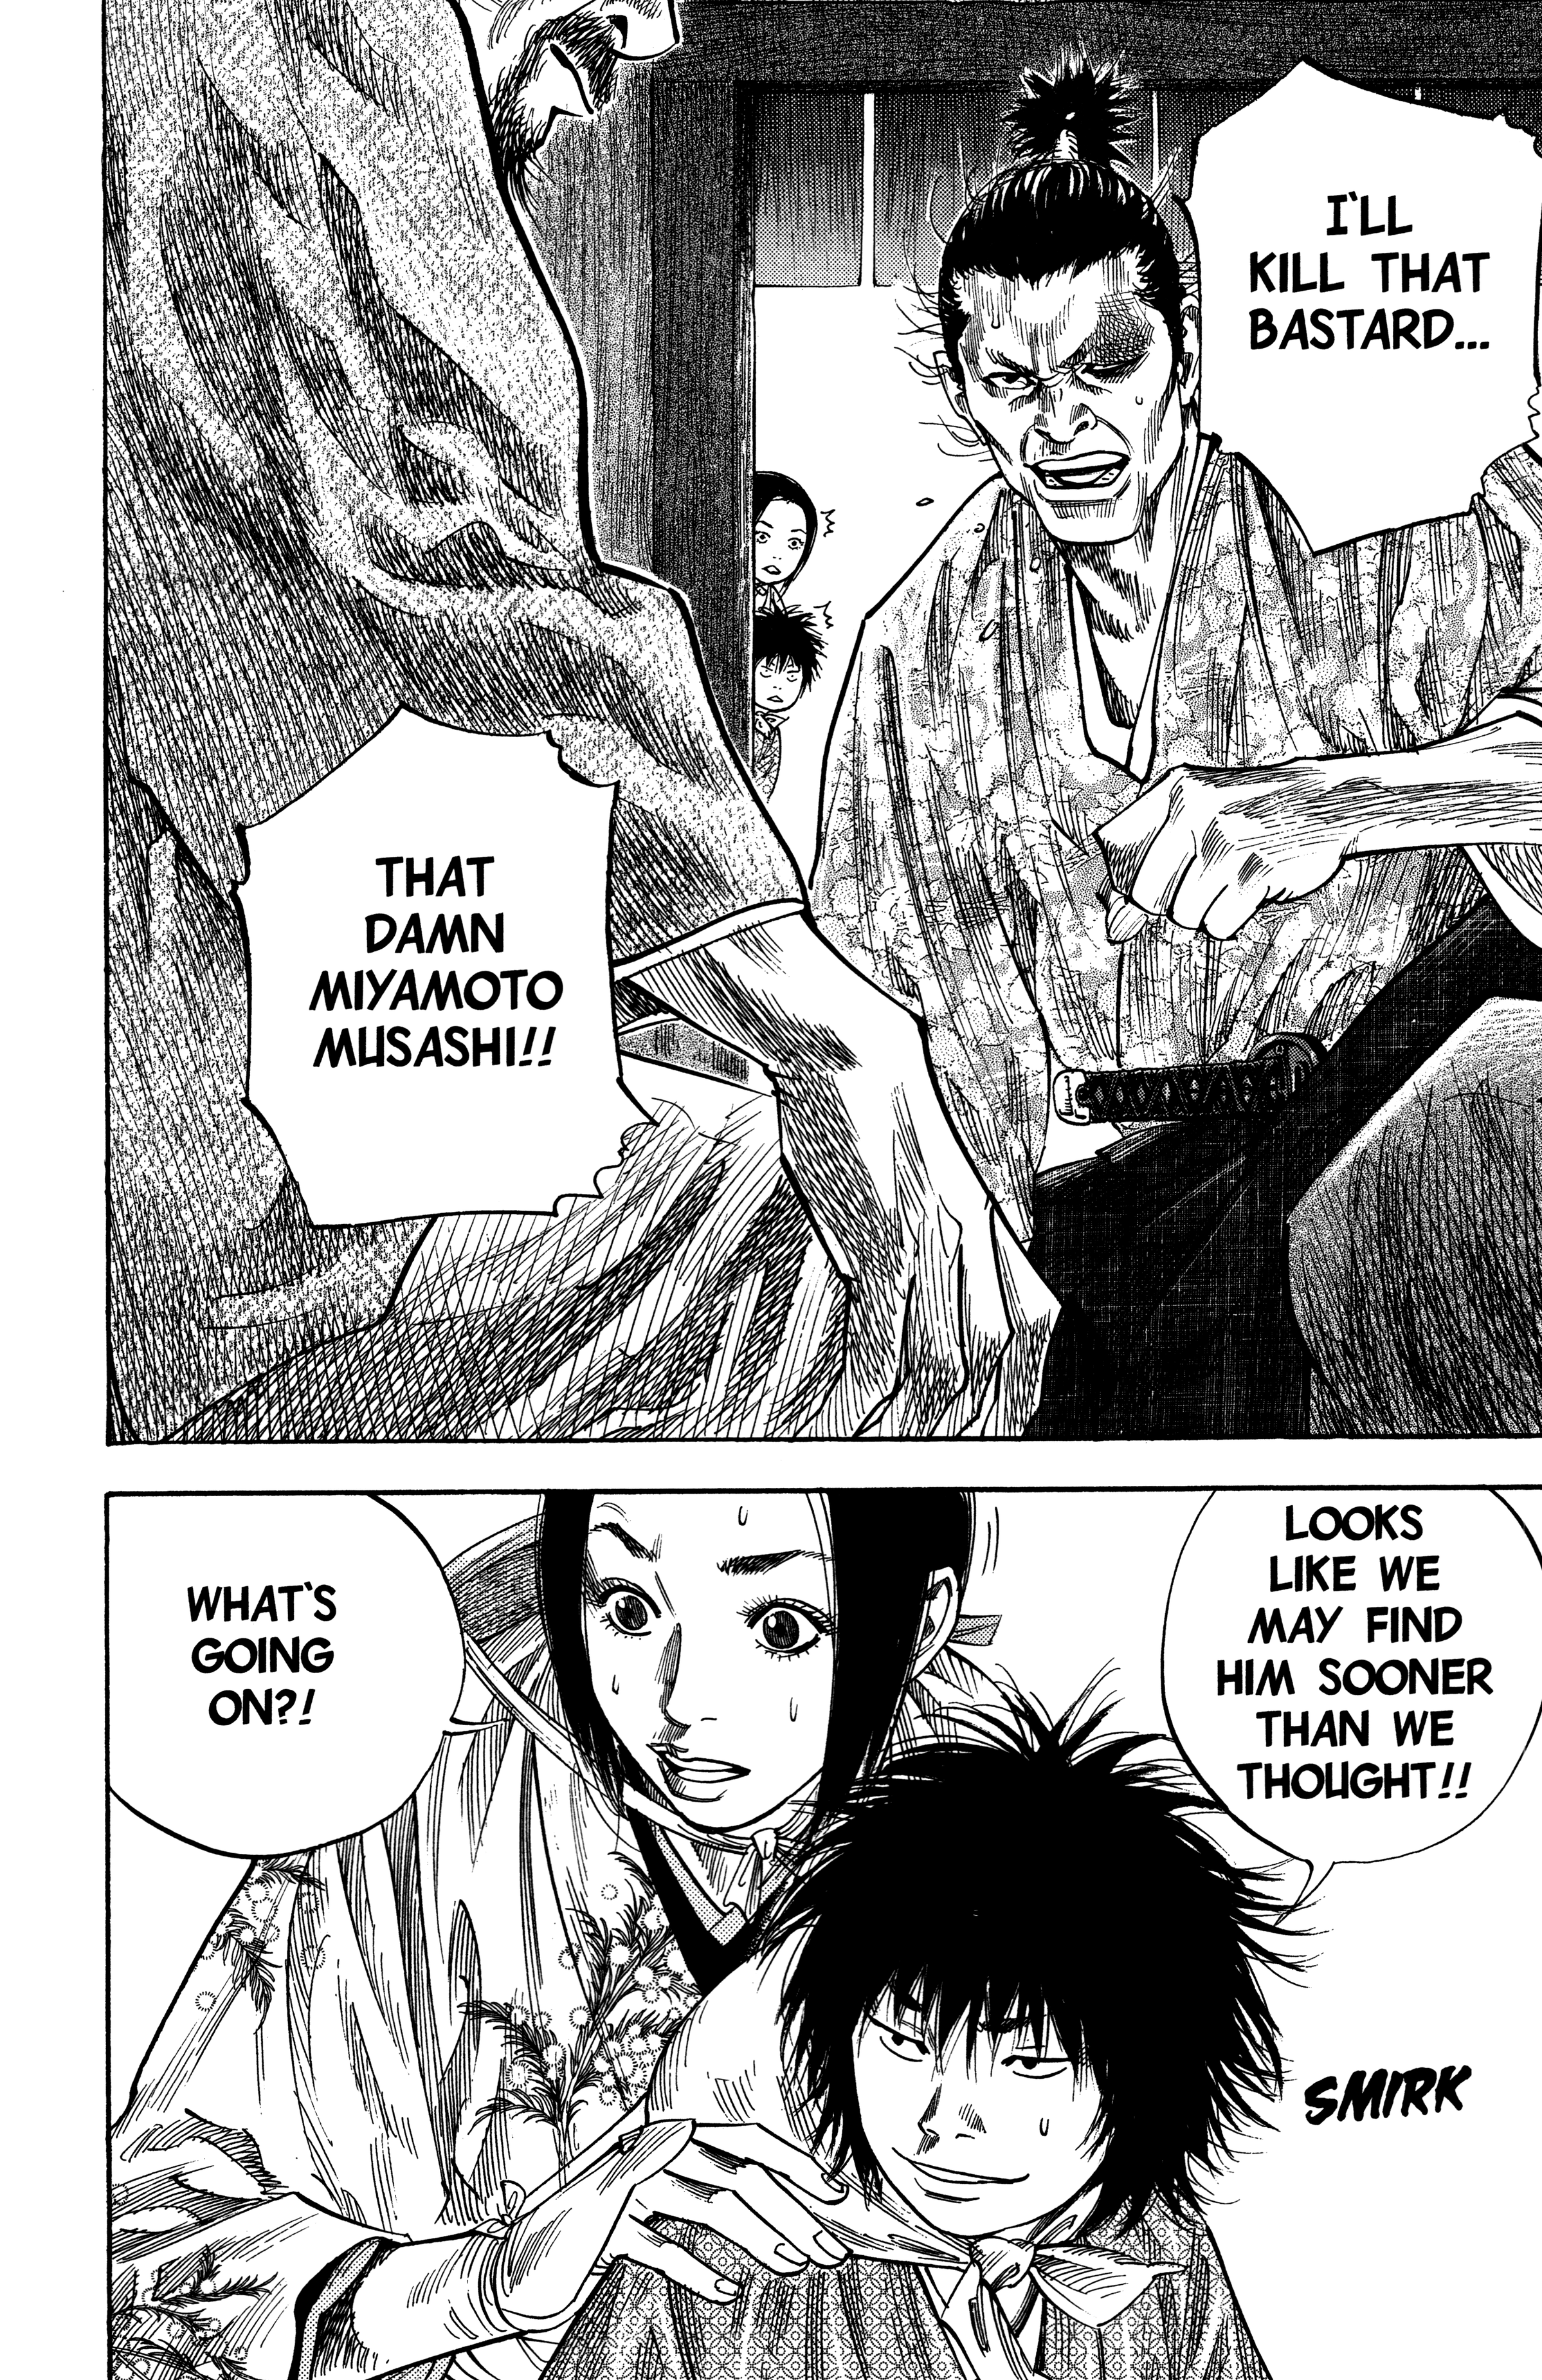 I'LL
KILL THAT
BASTARD...
THAT
DAMN
MIYAMOTO
MUSASHI!!
LOOKS
LIKE WE
MAY FIND
HIM SOONER
THAN WE
THOUGHT!!
WHAT'S
GOING
ON?!
SMIRK